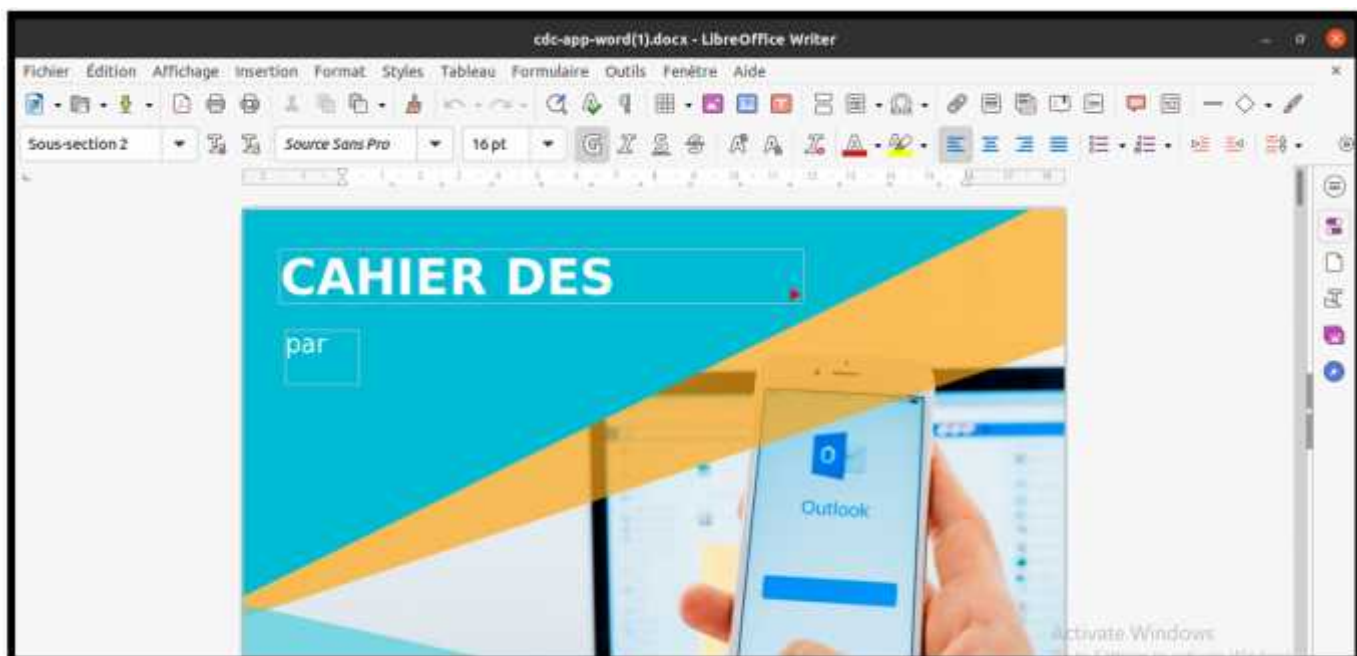 cdc-app-word(1).docx - LibreOffice Writer
Fichier Édition Affichage Insertion Format Styles Tableau Formulaire Outils Fenêtre Aide
Sous-section 2 Source Sans Pro 16 pt
CAHIER DES
par
Outlook
Activate Windows